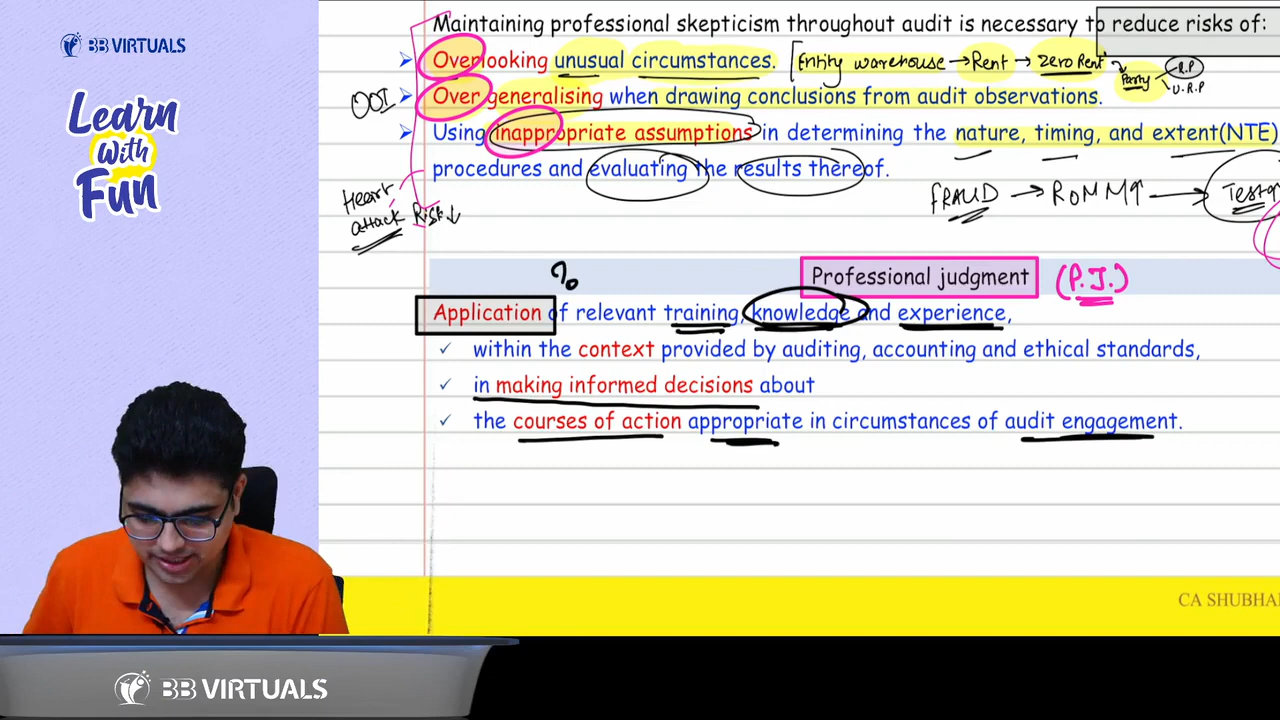 BB VIRTUALS
Learn
With
Fun
Maintaining professional skepticism throughout audit is necessary to reduce risks of:
Overlooking unusual circumstances. [Entity warehouse → Rent → Zero Rent → Party R.P
U.R.P
OOI
Over generalising when drawing conclusions from audit observations.
Using inappropriate assumptions in determining the nature, timing, and extent(NTE)
procedures and evaluating the results thereof.
FRAUD → ROMM↑ → Test↑
Heart
attack Risk↓
%
Professional judgment (P.J.)
Application of relevant training, knowledge and experience,
✓ within the context provided by auditing, accounting and ethical standards,
✓ in making informed decisions about
✓ the courses of action appropriate in circumstances of audit engagement.
CA SHUBHA
BB VIRTUALS